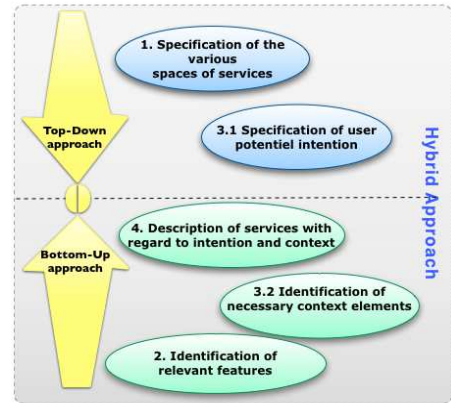 1. Specification of the
various
spaces of services
Top-Down
approach
3.1 Specification of user
potentiel intention
Hybrid Approach
4. Description of services with
regard to intention and context
Bottom-Up
approach
3.2 Identification of
necessary context elements
2. Identification of
relevant features